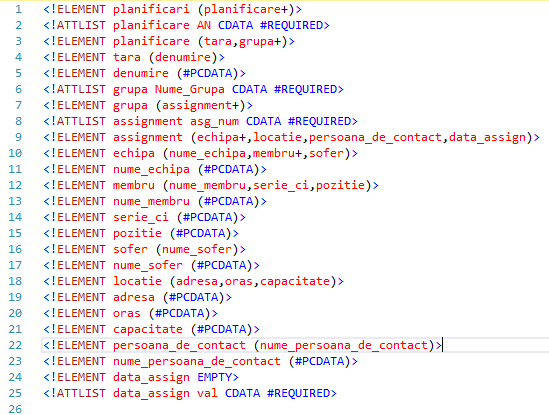 1 <!ELEMENT planificari (planificare+)>
2 <!ATTLIST planificare AN CDATA #REQUIRED>
3 <!ELEMENT planificare (tara,grupa+)>
4 <!ELEMENT tara (denumire)>
5 <!ELEMENT denumire (#PCDATA)>
6 <!ATTLIST grupa Nume_Grupa CDATA #REQUIRED>
7 <!ELEMENT grupa (assignment+)>
8 <!ATTLIST assignment asg_num CDATA #REQUIRED>
9 <!ELEMENT assignment (echipa+,locatie,persoana_de_contact,data_assign)>
10 <!ELEMENT echipa (nume_echipa,membru+,sofer)>
11 <!ELEMENT nume_echipa (#PCDATA)>
12 <!ELEMENT membru (nume_membru,serie_ci,pozitie)>
13 <!ELEMENT nume_membru (#PCDATA)>
14 <!ELEMENT serie_ci (#PCDATA)>
15 <!ELEMENT pozitie (#PCDATA)>
16 <!ELEMENT sofer (nume_sofer)>
17 <!ELEMENT nume_sofer (#PCDATA)>
18 <!ELEMENT locatie (adresa,oras,capacitate)>
19 <!ELEMENT adresa (#PCDATA)>
20 <!ELEMENT oras (#PCDATA)>
21 <!ELEMENT capacitate (#PCDATA)>
22 <!ELEMENT persoana_de_contact (nume_persoana_de_contact)>
23 <!ELEMENT nume_persoana_de_contact (#PCDATA)>
24 <!ELEMENT data_assign EMPTY>
25 <!ATTLIST data_assign val CDATA #REQUIRED>
26